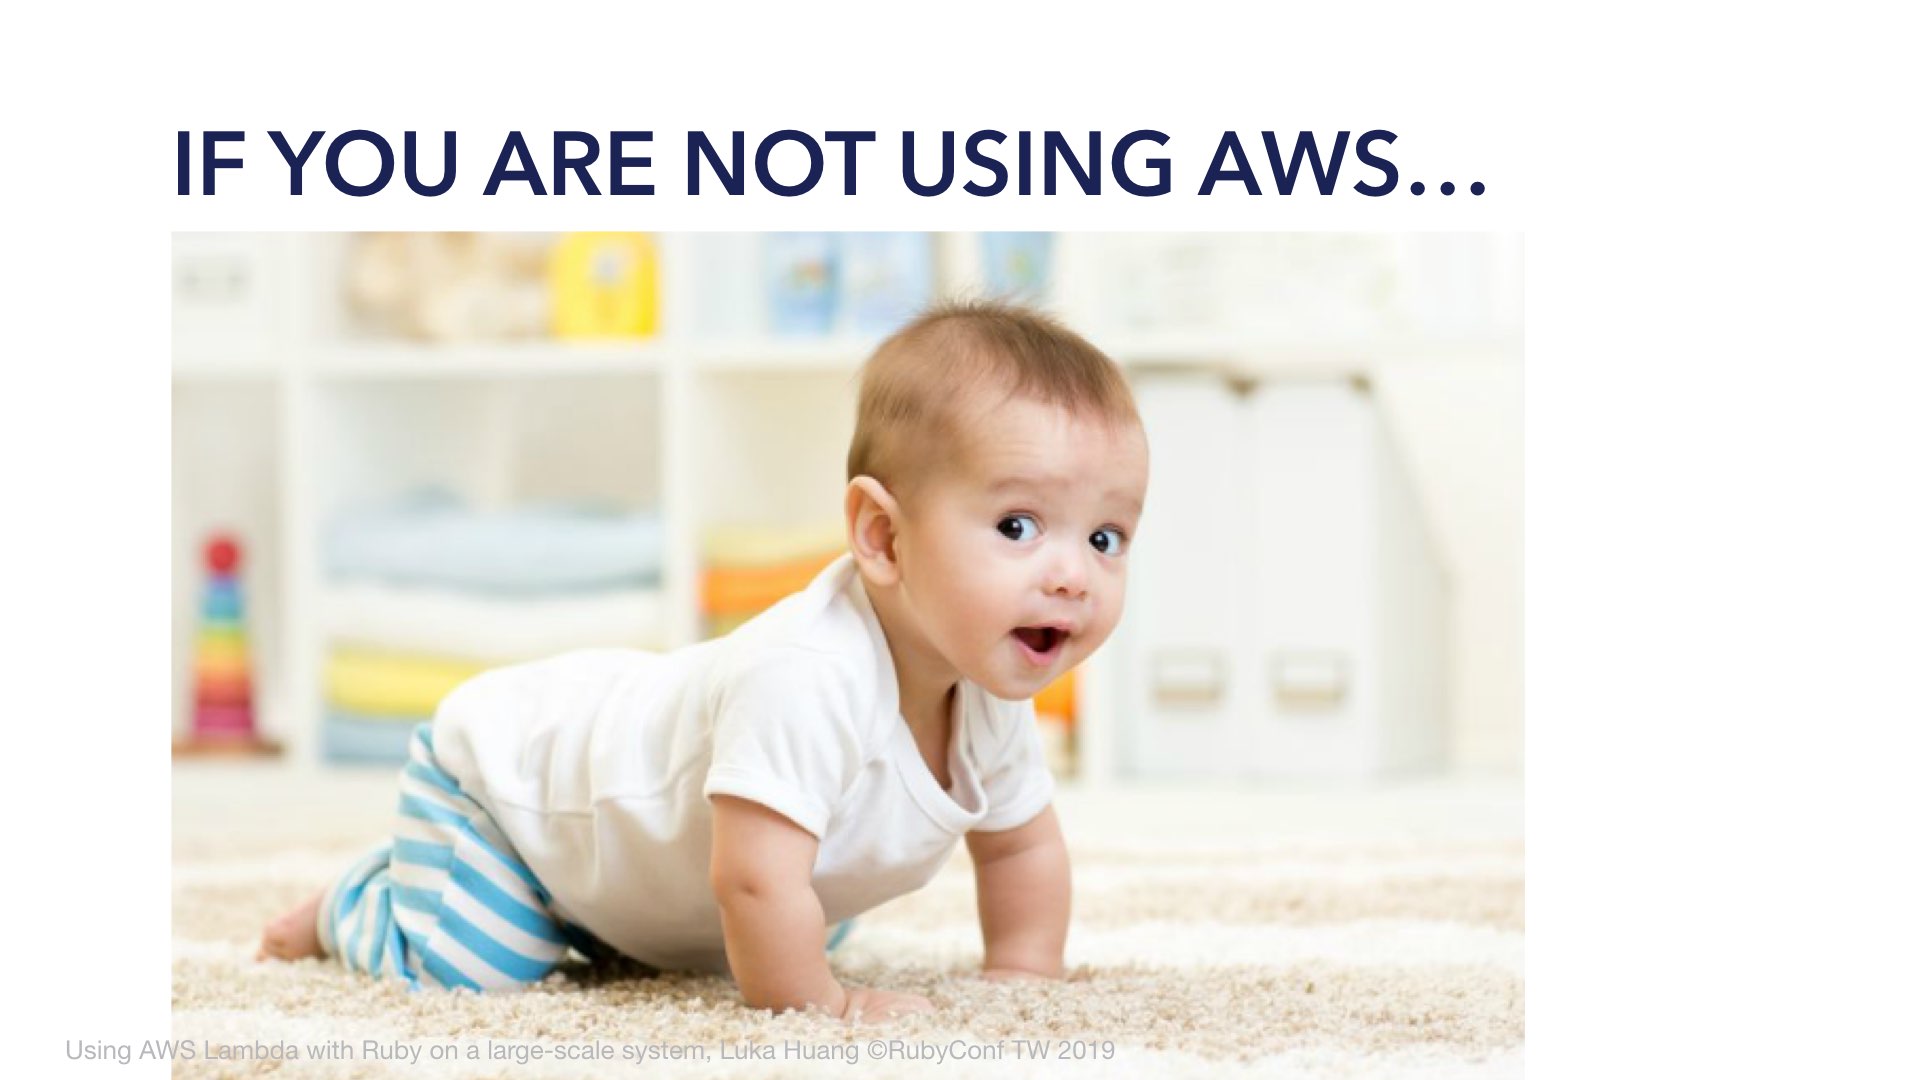 IF YOU ARE NOT USING AWS…
Using AWS Lambda with Ruby on a large-scale system, Luka Huang ©RubyConf TW 2019